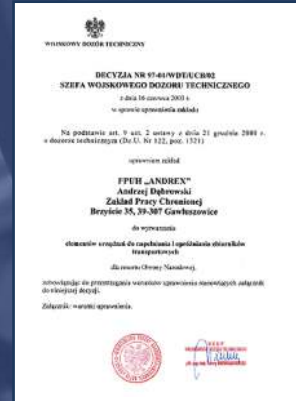 WOJSKOWY DOZÓR TECHNICZNY
DECYZJA NR 97-01/WDT/UCB/02
SZEFA WOJSKOWEGO DOZORU TECHNICZNEGO
z dnia 16 czerwca 2003 r.
w sprawie uprawnienia zakładu
Na podstawie art. 9 ust. 2 ustawy z dnia 21 grudnia 2000 r.
o dozorze technicznym (Dz.U. Nr 122, poz. 1321)
uprawniam zakład
FPUH „ANDREX”
Andrzej Dąbrowski
Zakład Pracy Chronionej
Brzyście 35, 39-307 Gawłuszowice
do wytwarzania
elementów urządzeń do napełniania i opróżniania zbiorników
transportowych
dla resortu Obrony Narodowej,
zobowiązując do przestrzegania warunków uprawnienia stanowiących załącznik
do niniejszej decyzji.
Załącznik: warunki uprawnienia.
SZEF